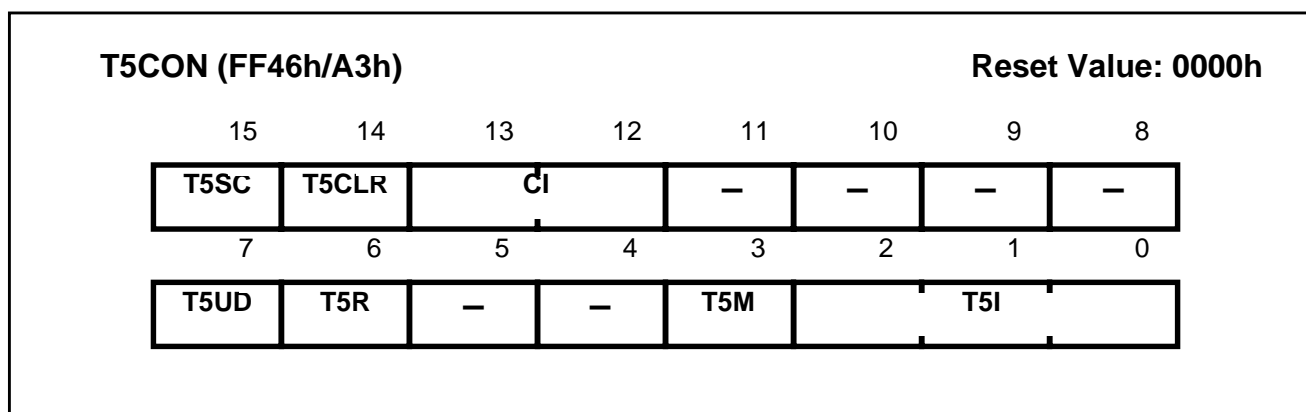 T5CON (FF46h/A3h) Reset Value: 0000h
15 14 13 12 11 10 9 8
T5SC T5CLR CI – – – –
7 6 5 4 3 2 1 0
T5UD T5R – – T5M T5I